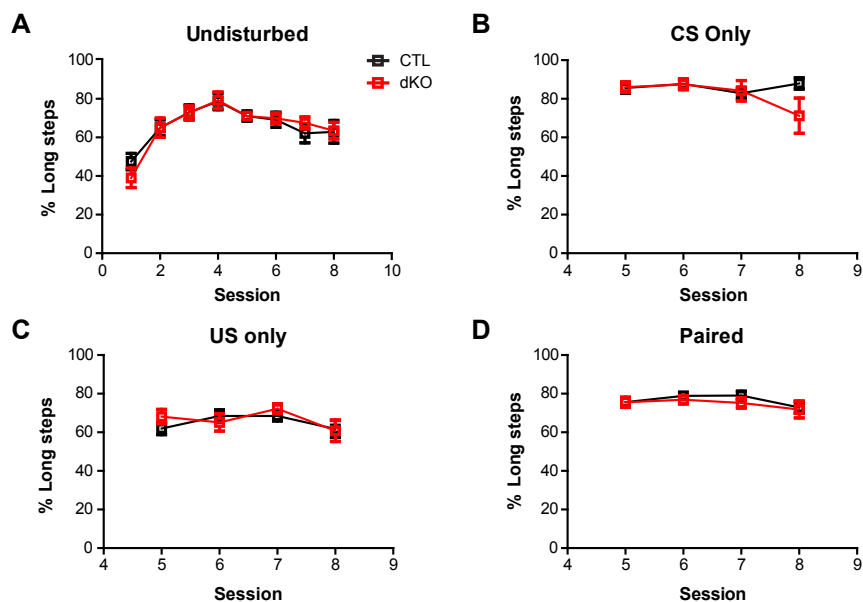 A
Undisturbed
CTL
dKO
% Long steps
100
80
60
40
20
0
0 2 4 6 8 10
Session
B
CS Only
% Long steps
100
80
60
40
20
0
4 5 6 7 8 9
Session
C
US only
% Long steps
100
80
60
40
20
0
4 5 6 7 8 9
Session
D
Paired
% Long steps
100
80
60
40
20
0
4 5 6 7 8 9
Session